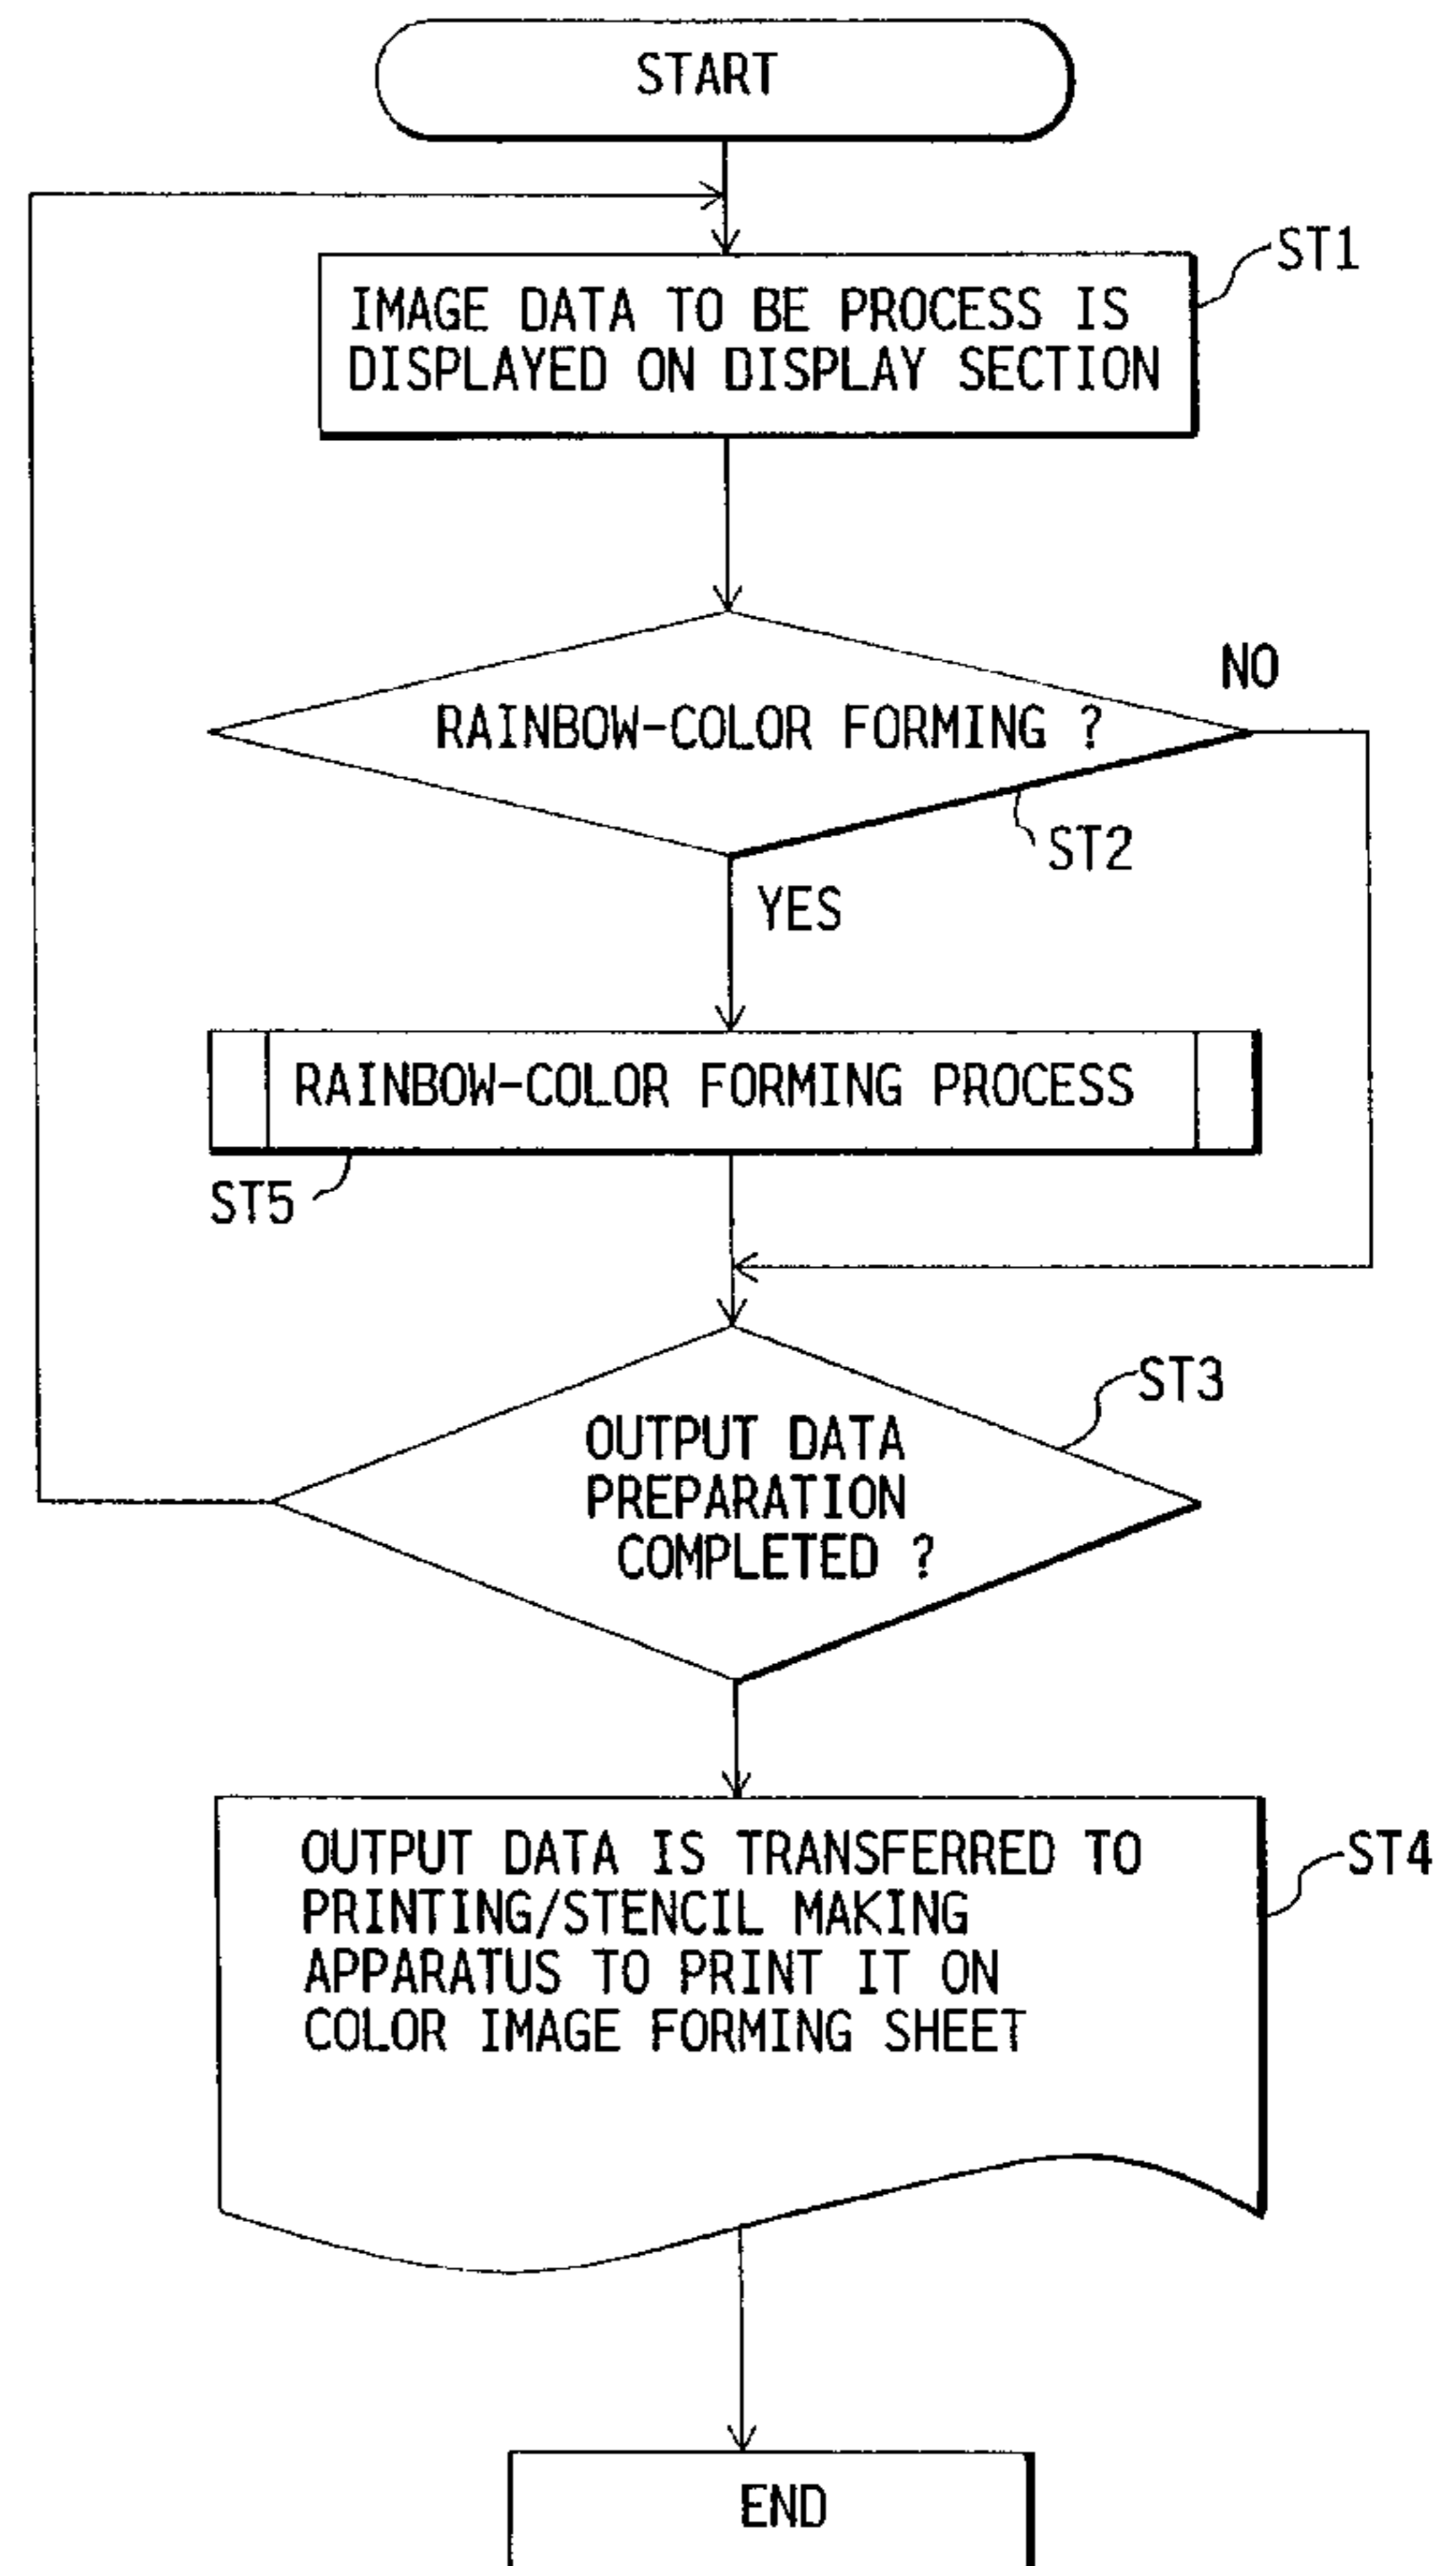 START
ST1
IMAGE DATA TO BE PROCESS IS
DISPLAYED ON DISPLAY SECTION
NO
RAINBOW-COLOR FORMING ?
ST2
YES
RAINBOW-COLOR FORMING PROCESS
ST5
ST3
OUTPUT DATA
PREPARATION
COMPLETED ?
OUTPUT DATA IS TRANSFERRED TO
PRINTING/STENCIL MAKING
APPARATUS TO PRINT IT ON
COLOR IMAGE FORMING SHEET
ST4
END